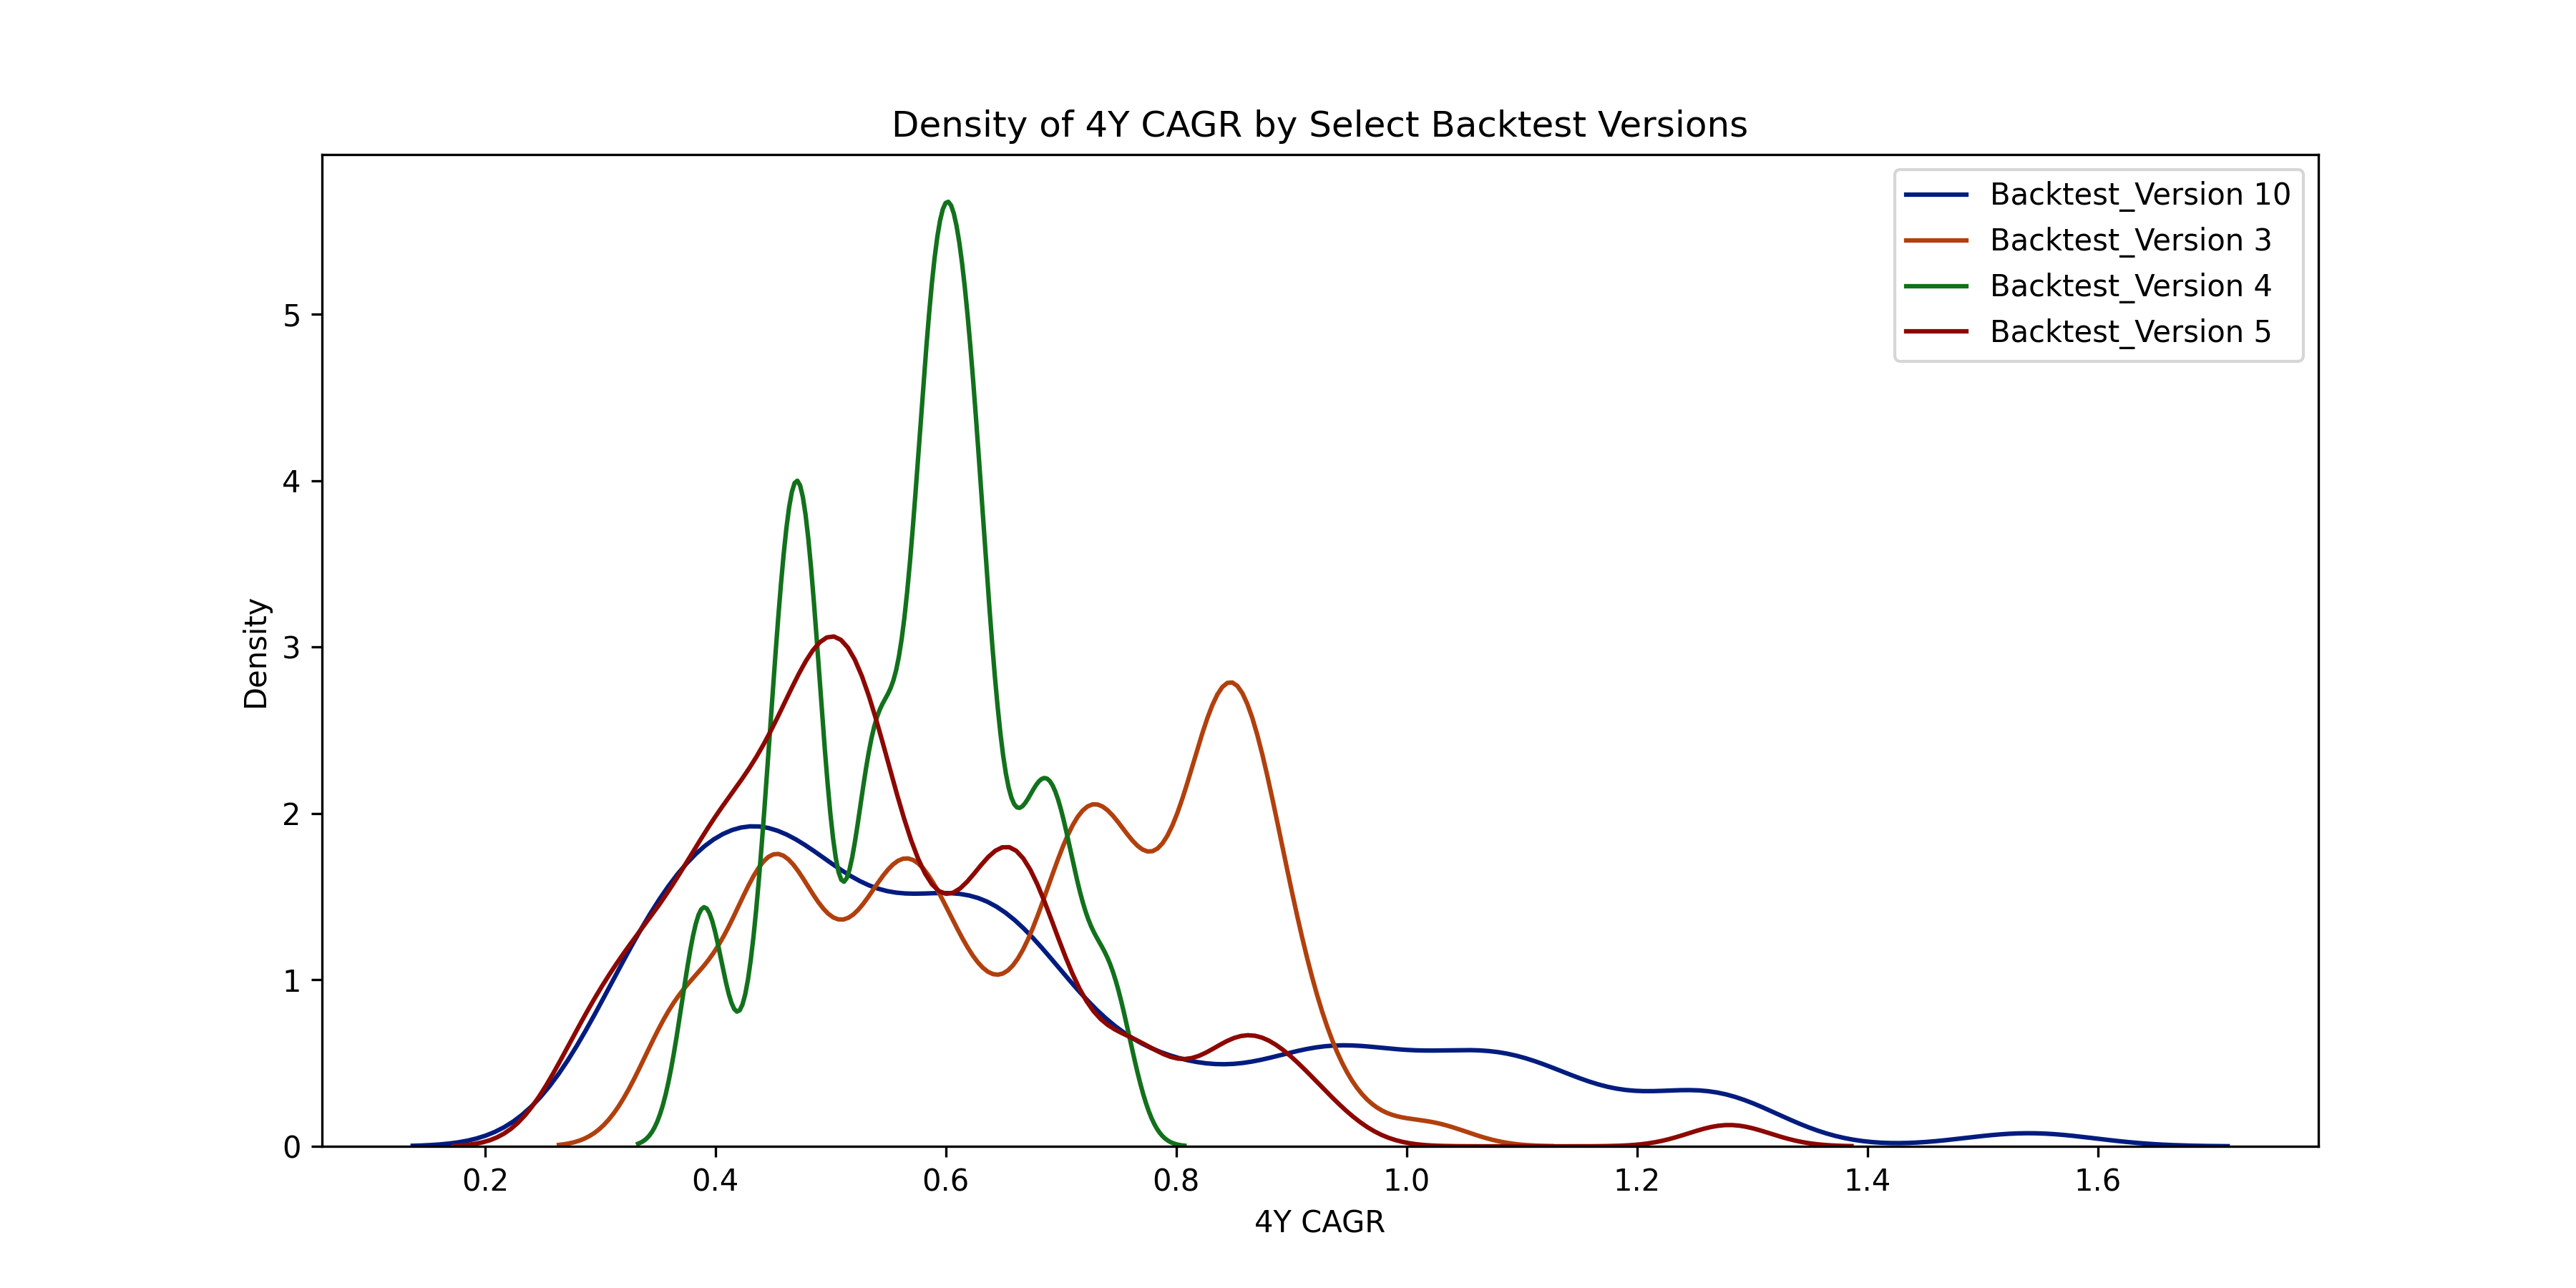 Density of 4Y CAGR by Select Backtest Versions
Backtest_Version 10
Backtest_Version 3
Backtest_Version 4
Backtest_Version 5
Density
5
4
3
2
1
0
0.2 0.4 0.6 0.8 1.0 1.2 1.4 1.6
4Y CAGR